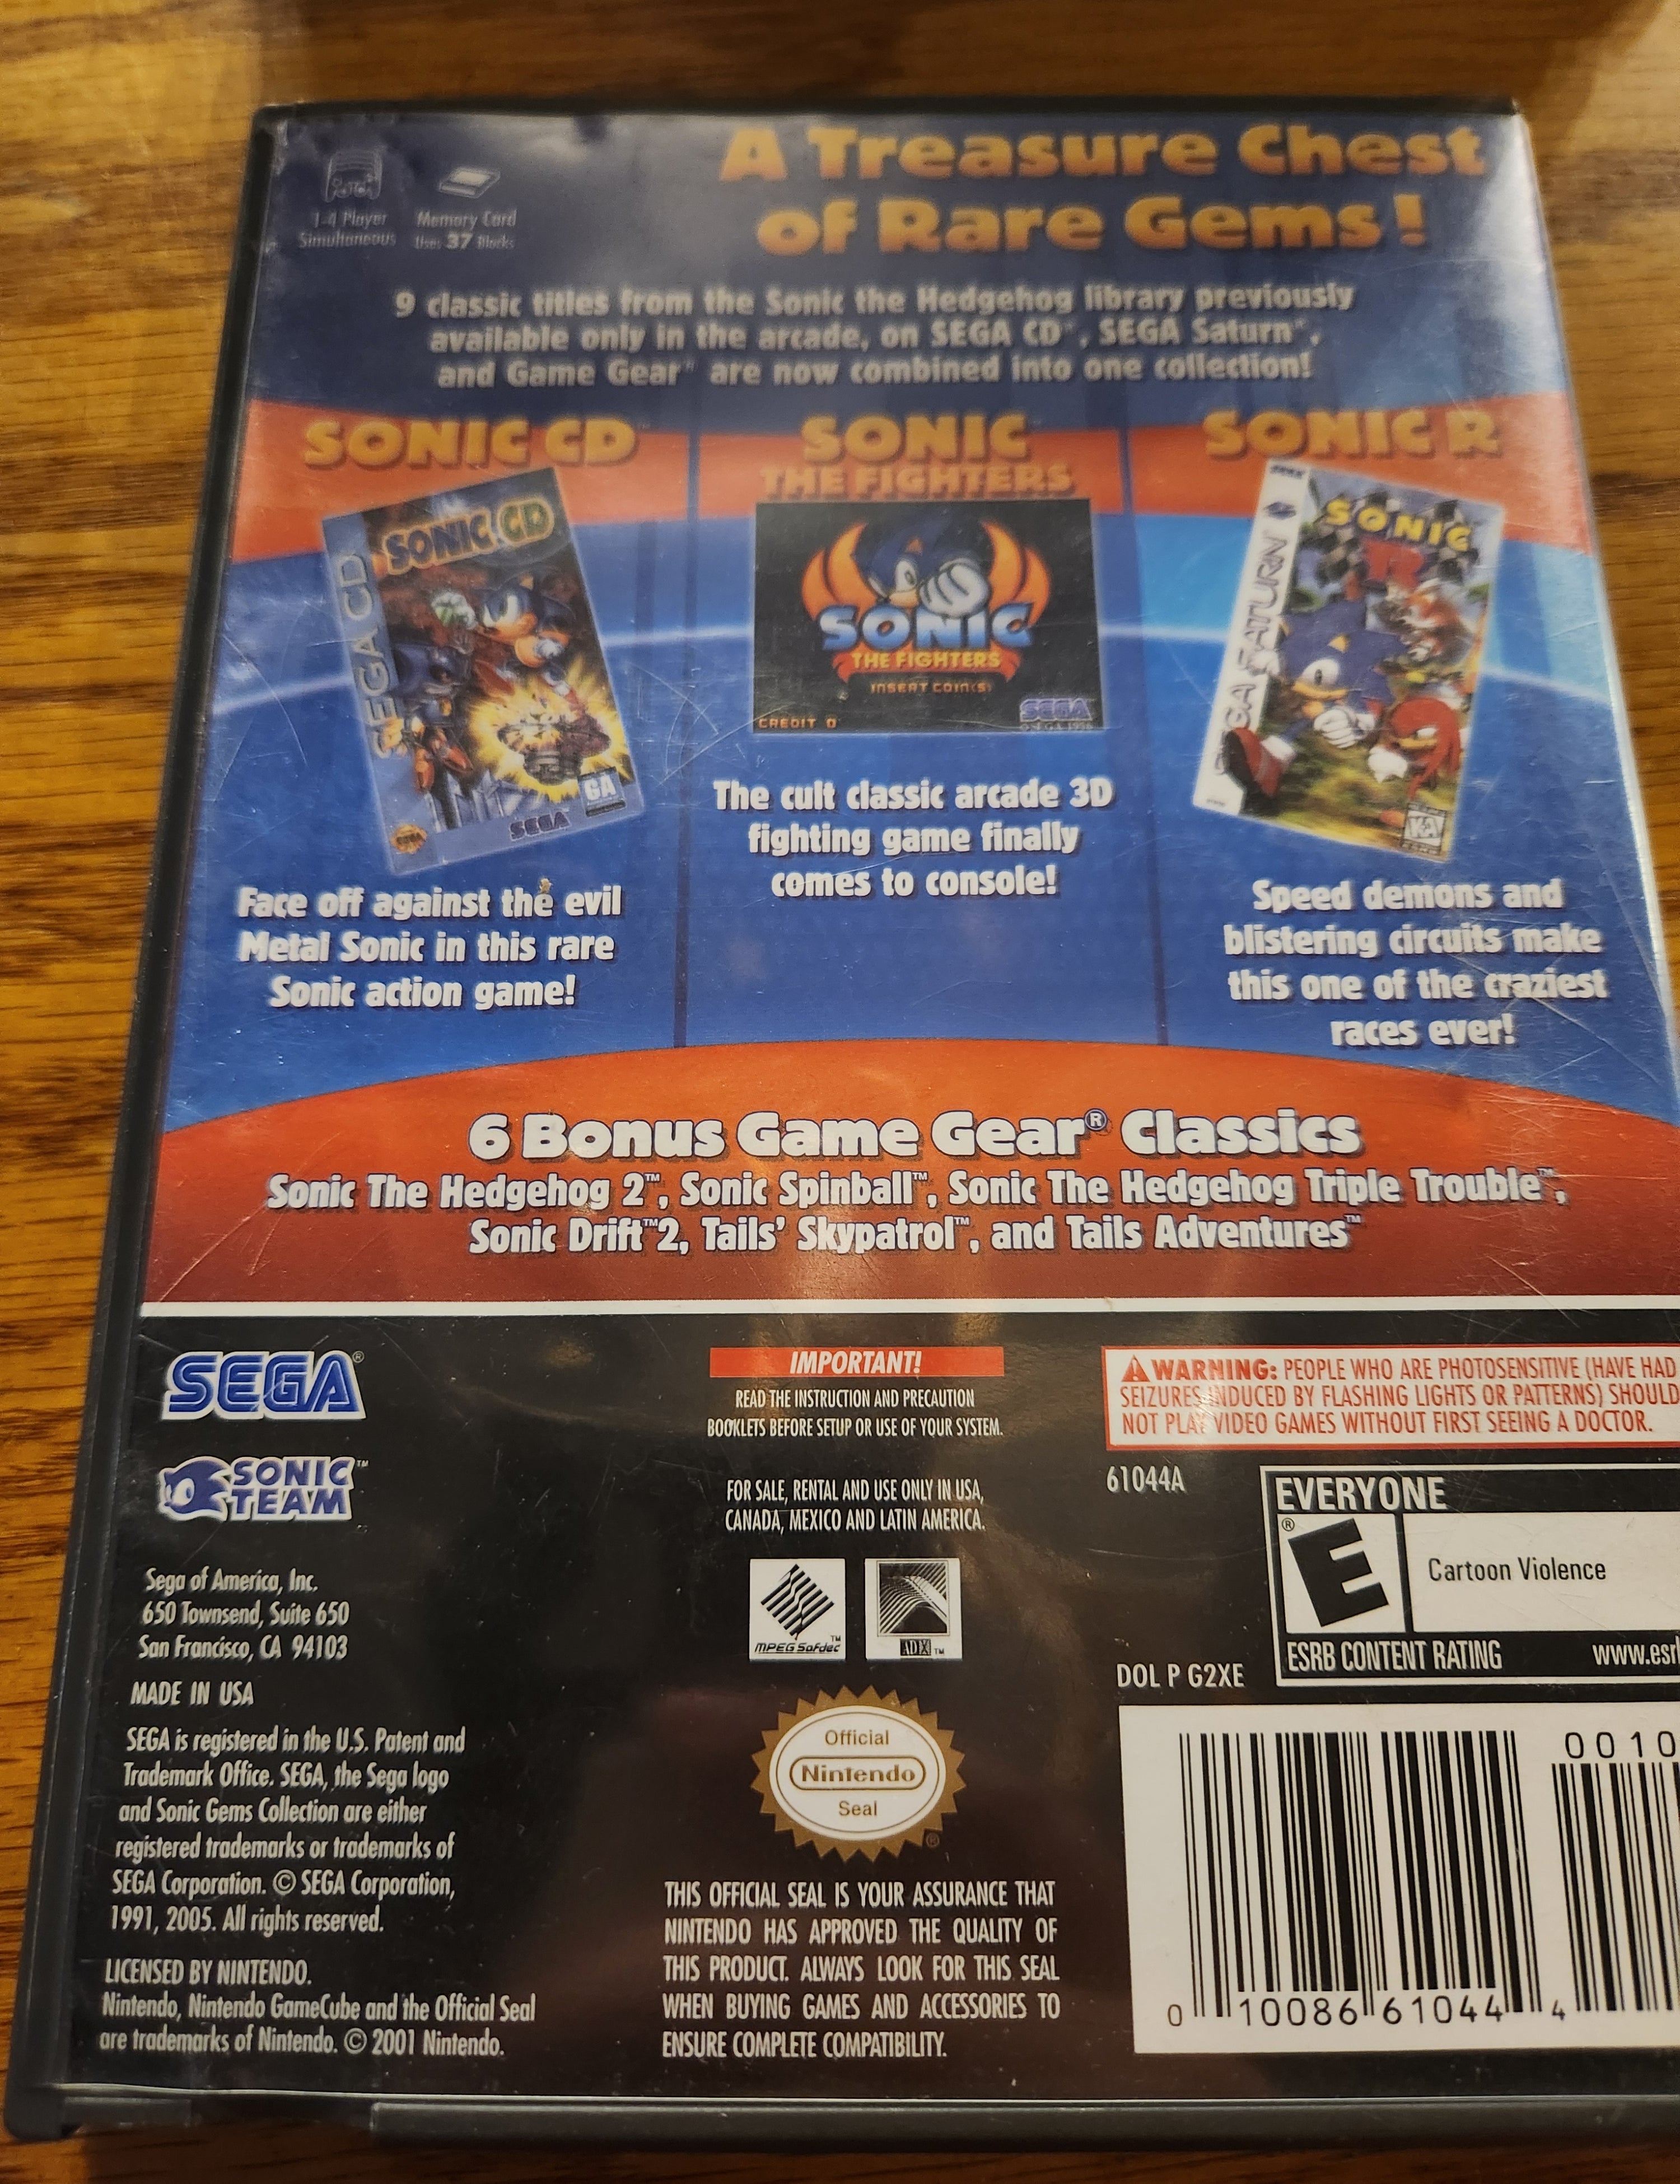 A Treasure Chest
of Rare Gems!
1-4 Player
Simultaneous
Memory Card
Uses 37 Blocks
9 classic titles from the Sonic the Hedgehog library previously
available only in the arcade, on SEGA CD™, SEGA Saturn™,
and Game Gear™ are now combined into one collection!
SONIC CD™
SEGA CD
SONIC CD
GA
SEGA
Face off against the evil
Metal Sonic in this rare
Sonic action game!
SONIC
THE FIGHTERS
SONIC
THE FIGHTERS
INSERT COIN(S)
CREDIT 0
SEGA
© SEGA 1996
The cult classic arcade 3D
fighting game finally
comes to console!
SONIC R
SEGA SATURN
SONIC
R
K-A
Speed demons and
blistering circuits make
this one of the craziest
races ever!
6 Bonus Game Gear® Classics
Sonic The Hedgehog 2™, Sonic Spinball™, Sonic The Hedgehog Triple Trouble™,
Sonic Drift™2, Tails' Skypatrol™, and Tails Adventures™
SEGA®
SONIC
TEAM™
Sega of America, Inc.
650 Townsend, Suite 650
San Francisco, CA 94103
MADE IN USA
SEGA is registered in the U.S. Patent and
Trademark Office. SEGA, the Sega logo
and Sonic Gems Collection are either
registered trademarks or trademarks of
SEGA Corporation. © SEGA Corporation,
1991, 2005. All rights reserved.
LICENSED BY NINTENDO.
Nintendo, Nintendo GameCube and the Official Seal
are trademarks of Nintendo. © 2001 Nintendo.
IMPORTANT!
READ THE INSTRUCTION AND PRECAUTION
BOOKLETS BEFORE SETUP OR USE OF YOUR SYSTEM.
FOR SALE, RENTAL AND USE ONLY IN USA,
CANADA, MEXICO AND LATIN AMERICA.
MPEG Sofdec™
ADX™
Official
Nintendo
Seal
®
THIS OFFICIAL SEAL IS YOUR ASSURANCE THAT
NINTENDO HAS APPROVED THE QUALITY OF
THIS PRODUCT. ALWAYS LOOK FOR THIS SEAL
WHEN BUYING GAMES AND ACCESSORIES TO
ENSURE COMPLETE COMPATIBILITY.
WARNING: PEOPLE WHO ARE PHOTOSENSITIVE (HAVE HAD
SEIZURES INDUCED BY FLASHING LIGHTS OR PATTERNS) SHOULD
NOT PLAY VIDEO GAMES WITHOUT FIRST SEEING A DOCTOR.
61044A
EVERYONE
E®
Cartoon Violence
ESRB CONTENT RATING www.esr
DOL P G2XE
0010
0 10086 61044 4